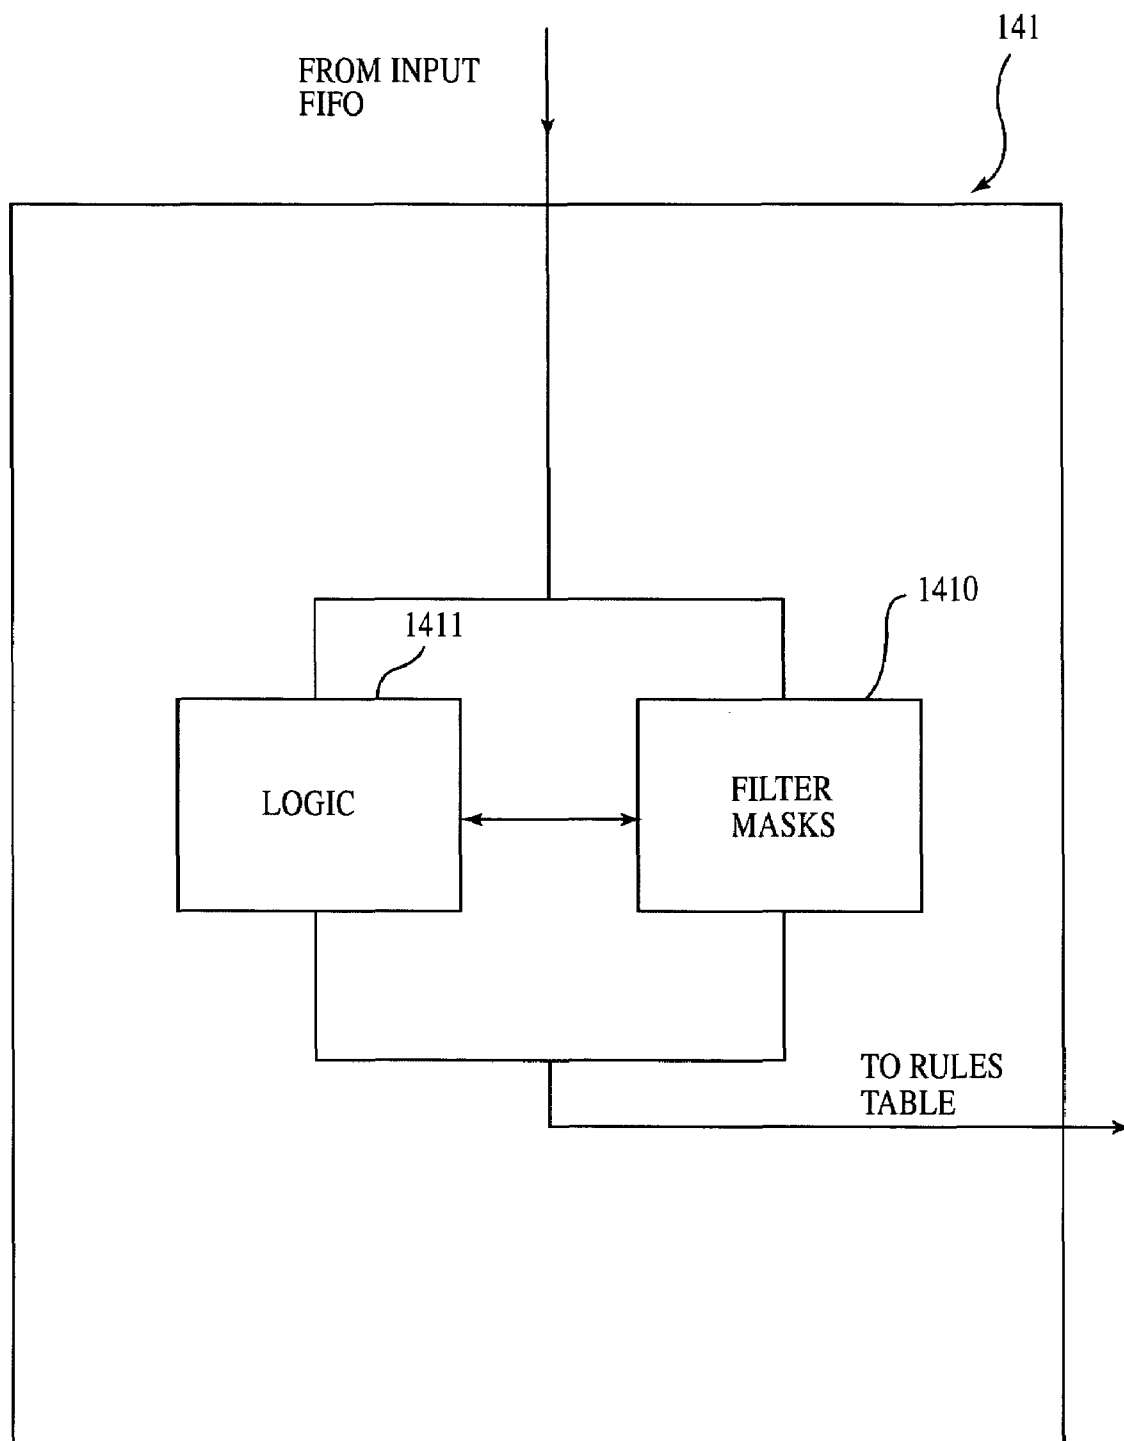 141
FROM INPUT
FIFO
1410
1411
LOGIC
FILTER
MASKS
TO RULES
TABLE